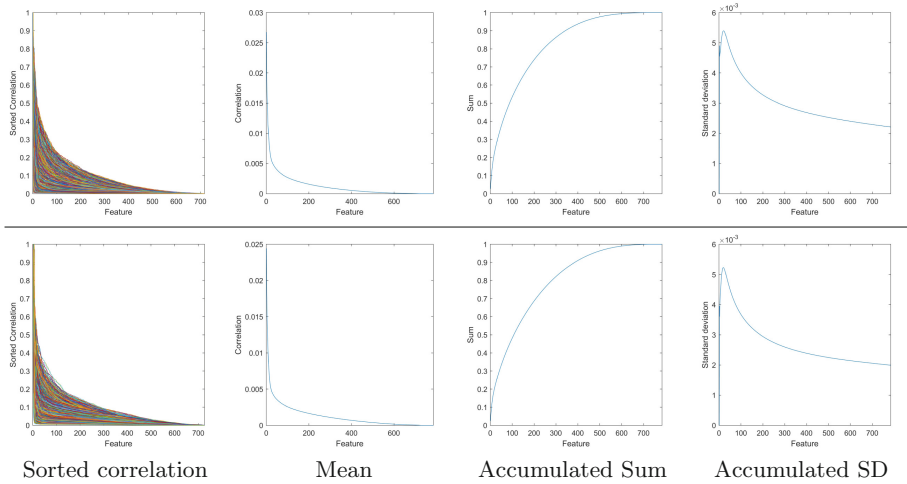 1
0.9
0.8
0.7
0.6
0.5
0.4
0.3
0.2
0.1
0
Sorted Correlation
0 100 200 300 400 500 600 700
Feature
0.03
0.025
0.02
0.015
0.01
0.005
0
Correlation
0 200 400 600
Feature
1
0.9
0.8
0.7
0.6
0.5
0.4
0.3
0.2
0.1
0
Sum
0 100 200 300 400 500 600 700
Feature
×10⁻³
6
5
4
3
2
1
0
Standard deviation
0 100 200 300 400 500 600 700
Feature
1
0.9
0.8
0.7
0.6
0.5
0.4
0.3
0.2
0.1
0
Sorted Correlation
0 100 200 300 400 500 600 700
Feature
0.025
0.02
0.015
0.01
0.005
0
Correlation
0 200 400 600
Feature
1
0.9
0.8
0.7
0.6
0.5
0.4
0.3
0.2
0.1
0
Sum
0 100 200 300 400 500 600 700
Feature
×10⁻³
6
5
4
3
2
1
0
Standard deviation
0 100 200 300 400 500 600 700
Feature
Sorted correlation Mean Accumulated Sum Accumulated SD